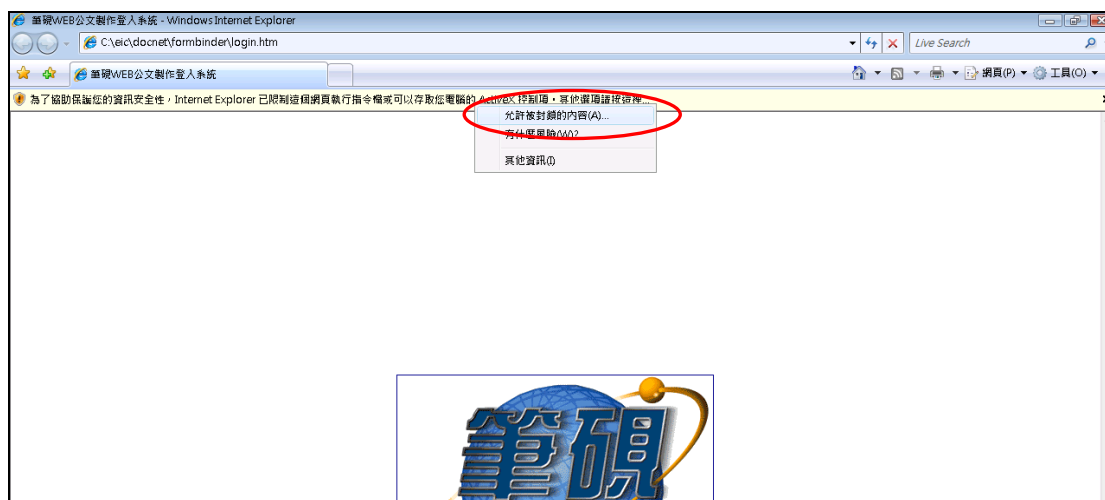 筆硯WEB公文製作登入系統 - Windows Internet Explorer
C:\eic\docnet\formbinder\login.htm
Live Search
筆硯WEB公文製作登入系統
網頁(P)
工具(O)
為了協助保護您的資訊安全性，Internet Explorer 已限制這個網頁執行指令檔或可以存取您電腦的 ActiveX 控制項。其他選項請按這裡...
允許被封鎖的內容(A)...
有什麼風險(W)?
其他資訊(I)
筆硯